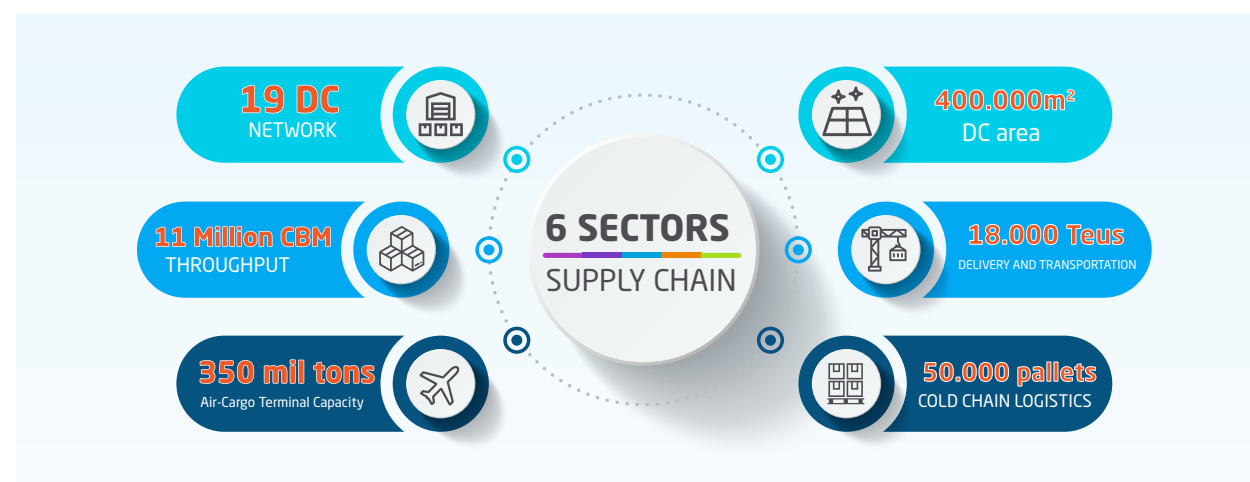 19 DC
NETWORK
11 Million CBM
THROUGHPUT
350 mil tons
Air-Cargo Terminal Capacity
6 SECTORS
SUPPLY CHAIN
400.000m²
DC area
18.000 Teus
DELIVERY AND TRANSPORTATION
50.000 pallets
COLD CHAIN LOGISTICS